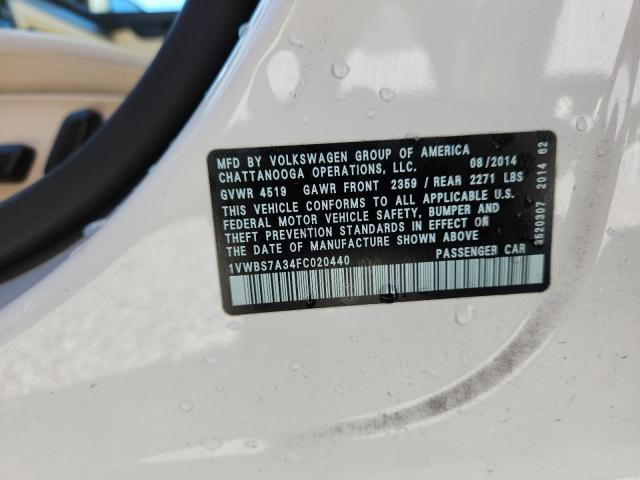 MFD BY VOLKSWAGEN GROUP OF AMERICA
CHATTANOOGA OPERATIONS, LLC. 08/2014
GVWR 4519 GAWR FRONT 2359 / REAR 2271 LBS
THIS VEHICLE CONFORMS TO ALL APPLICABLE U.S.
FEDERAL MOTOR VEHICLE SAFETY, BUMPER AND
THEFT PREVENTION STANDARDS IN EFFECT ON
THE DATE OF MANUFACTURE SHOWN ABOVE
1VWBS7A34FC020440 PASSENGER CAR
3520307 2014 62